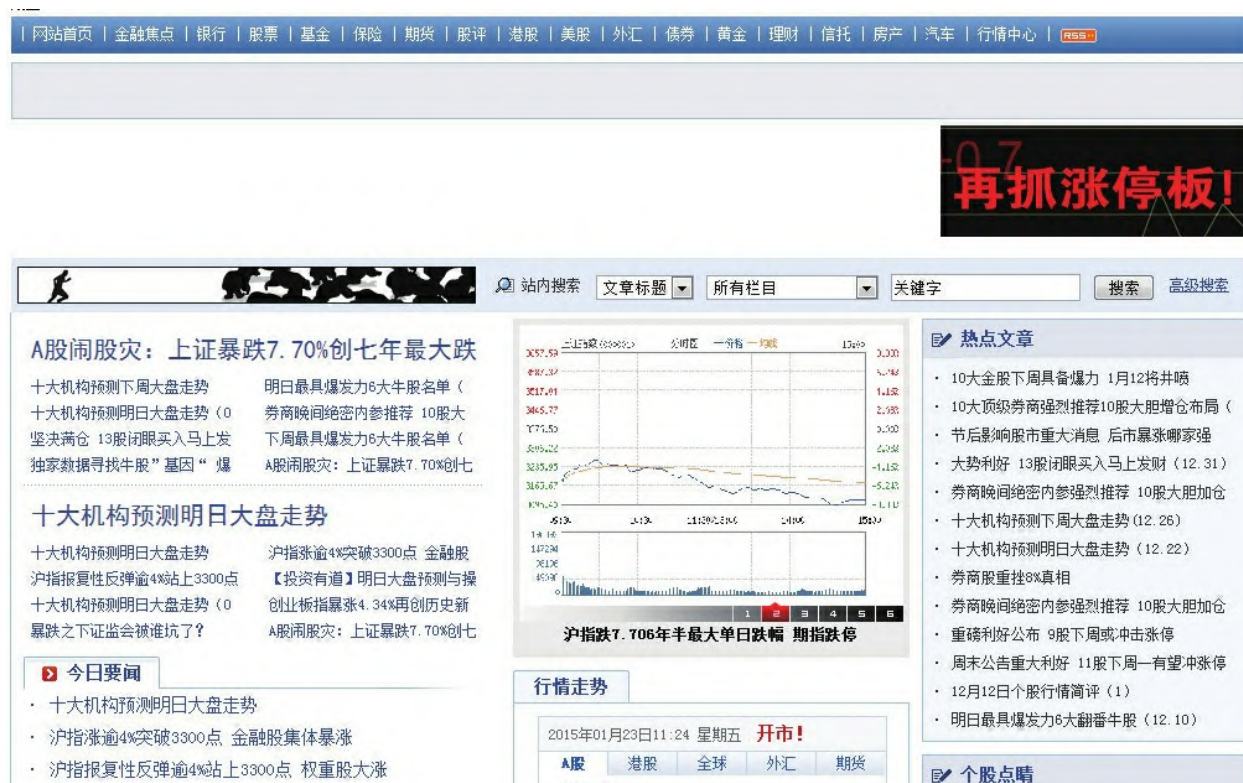 | 网站首页 | 金融焦点 | 银行 | 股票 | 基金 | 保险 | 期货 | 股评 | 港股 | 美股 | 外汇 | 债券 | 黄金 | 理财 | 信托 | 房产 | 汽车 | 行情中心 | RSS
-0.7
再抓涨停板!
站内搜索 文章标题 所有栏目 关键字 搜索 高级搜索
A股闹股灾：上证暴跌7.70%创七年最大跌
十大机构预测下周大盘走势 明日最具爆发力6大牛股名单（
十大机构预测明日大盘走势（0 券商晚间绝密内参推荐 10股大
坚决满仓 13股闭眼买入马上发 下周最具爆发力6大牛股名单（
独家数据寻找牛股”基因“ 爆 A股闹股灾：上证暴跌7.70%创七
十大机构预测明日大盘走势
十大机构预测明日大盘走势 沪指涨逾4%突破3300点 金融股
沪指报复性反弹逾4%站上3300点 【投资有道】明日大盘预测与操
十大机构预测明日大盘走势（0 创业板指暴涨4.34%再创历史新
暴跌之下证监会被谁坑了？ A股闹股灾：上证暴跌7.70%创七
今日要闻
· 十大机构预测明日大盘走势
· 沪指涨逾4%突破3300点 金融股集体暴涨
· 沪指报复性反弹逾4%站上3300点 权重股大涨
分时图 一价格 一均线
1 2 3 4 5 6
沪指跌7.706年半最大单日跌幅 期指跌停
行情走势
2015年01月23日11:24 星期五 开市！
A股 港股 全球 外汇 期货
热点文章
· 10大金股下周具备爆力 1月12将井喷
· 10大顶级券商强烈推荐10股大胆增仓布局（
· 节后影响股市重大消息 后市暴涨哪家强
· 大势利好 13股闭眼买入马上发财（12.31）
· 券商晚间绝密内参强烈推荐 10股大胆加仓
· 十大机构预测下周大盘走势(12.26)
· 十大机构预测明日大盘走势（12.22）
· 券商股重挫8%真相
· 券商晚间绝密内参强烈推荐 10股大胆加仓
· 重磅利好公布 9股下周或冲击涨停
· 周末公告重大利好 11股下周一有望冲涨停
· 12月12日个股行情简评（1）
· 明日最具爆发力6大翻番牛股（12.10）
个股点睛